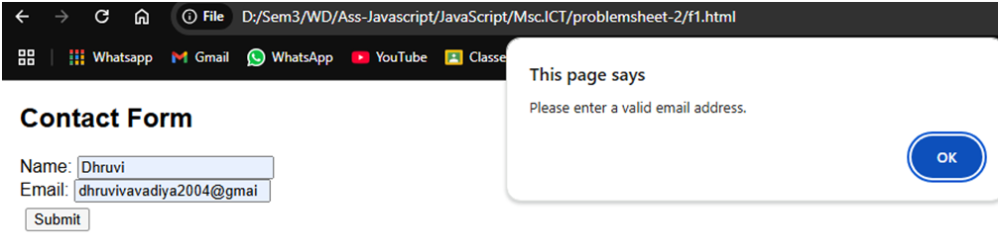 File D:/Sem3/WD/Ass-Javascript/JavaScript/Msc.ICT/problemsheet-2/f1.html
Whatsapp Gmail WhatsApp YouTube Classe
This page says
Please enter a valid email address.
OK
Contact Form
Name: Dhruvi
Email: dhruvivavadiya2004@gmai
Submit